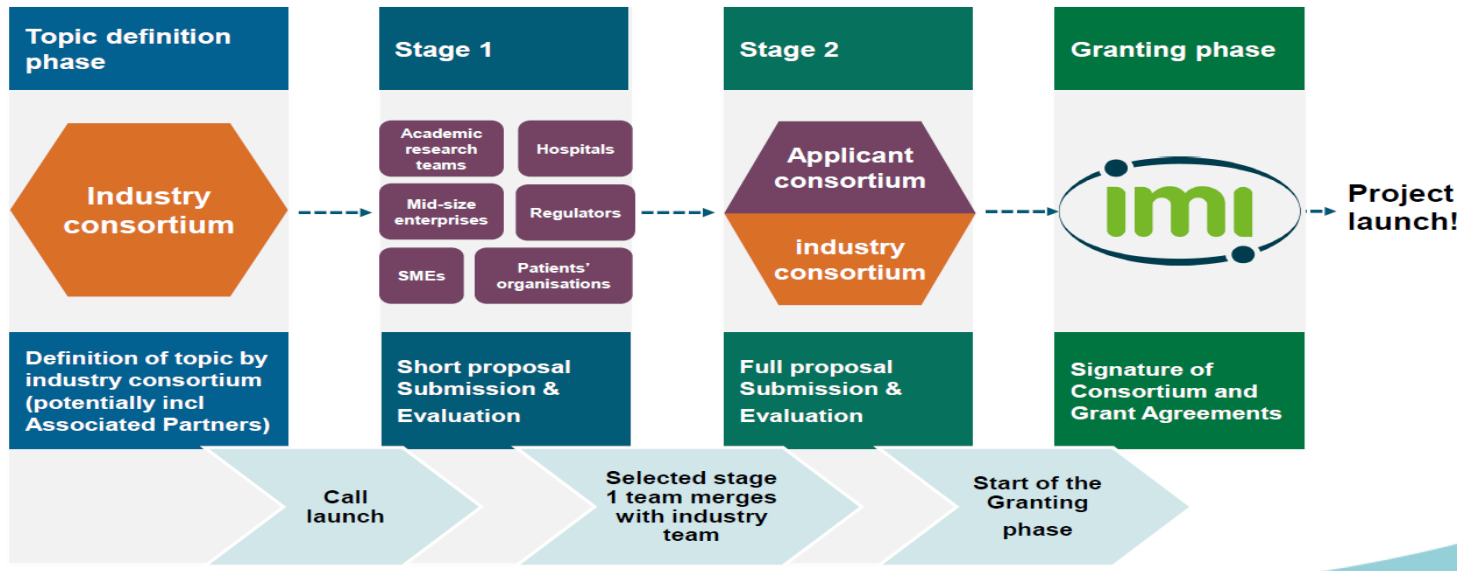 Topic definition
phase
Stage 1
Stage 2
Granting phase
Industry
consortium
Academic
research
teams
Hospitals
Mid-size
enterprises
Regulators
SMEs
Patients'
organisations
Applicant
consortium
industry
consortium
imi
Project
launch!
Definition of topic by
industry consortium
(potentially incl
Associated Partners)
Short proposal
Submission &
Evaluation
Full proposal
Submission &
Evaluation
Signature of
Consortium and
Grant Agreements
Call
launch
Selected stage
1 team merges
with industry
team
Start of the
Granting
phase